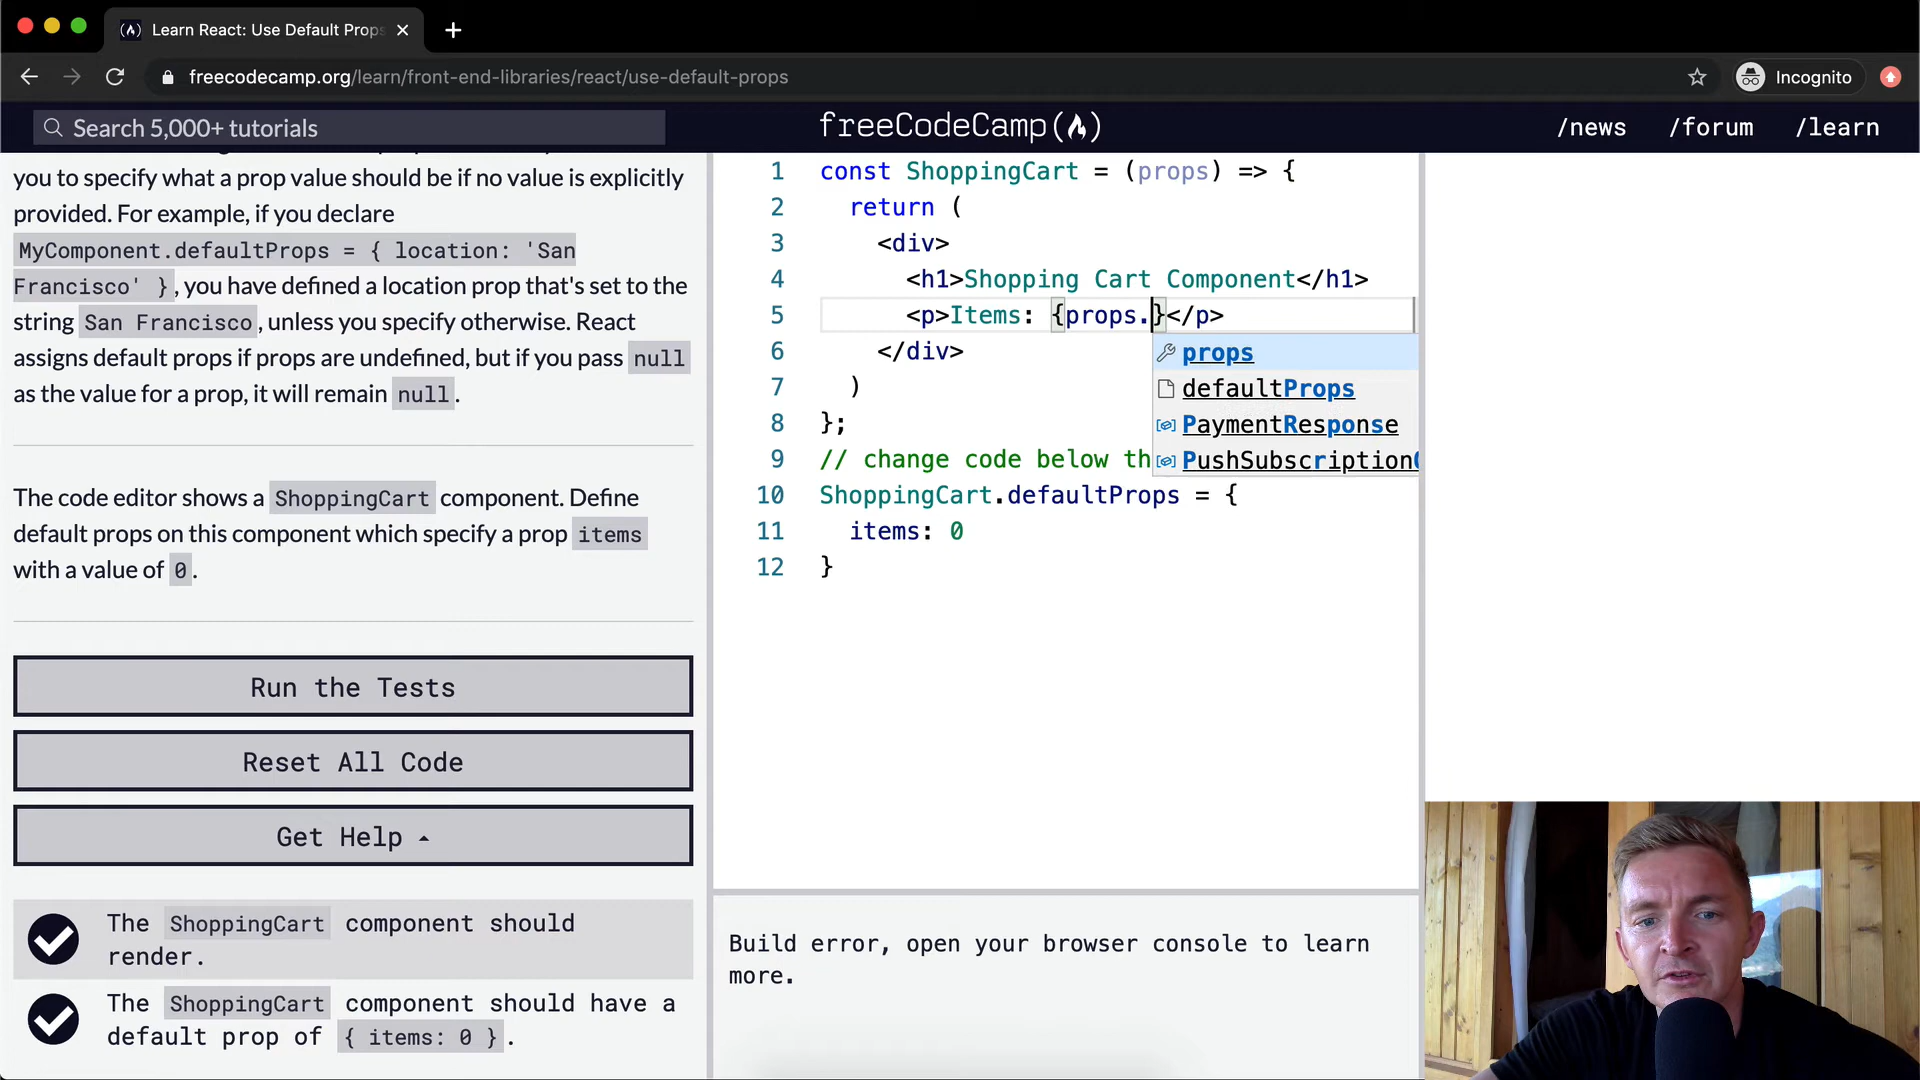 Learn React: Use Default Props
freecodecamp.org/learn/front-end-libraries/react/use-default-props
Incognito
Search 5,000+ tutorials
freeCodeCamp
/news
/forum
/learn
you to specify what a prop value should be if no value is explicitly
provided. For example, if you declare
MyComponent.defaultProps = { location: 'San
Francisco' }, you have defined a location prop that's set to the
string San Francisco, unless you specify otherwise. React
assigns default props if props are undefined, but if you pass null
as the value for a prop, it will remain null.
The code editor shows a ShoppingCart component. Define
default props on this component which specify a prop items
with a value of 0.
Run the Tests
Reset All Code
Get Help
The ShoppingCart component should
render.
The ShoppingCart component should have a
default prop of { items: 0 }.
1 const ShoppingCart = (props) => {
2 return (
3 <div>
4 <h1>Shopping Cart Component</h1>
5 <p>Items: {props.}</p>
6 </div>
7 )
8 };
9 // change code below th
10 ShoppingCart.defaultProps = {
11 items: 0
12 }
props
defaultProps
PaymentResponse
PushSubscription
Build error, open your browser console to learn
more.